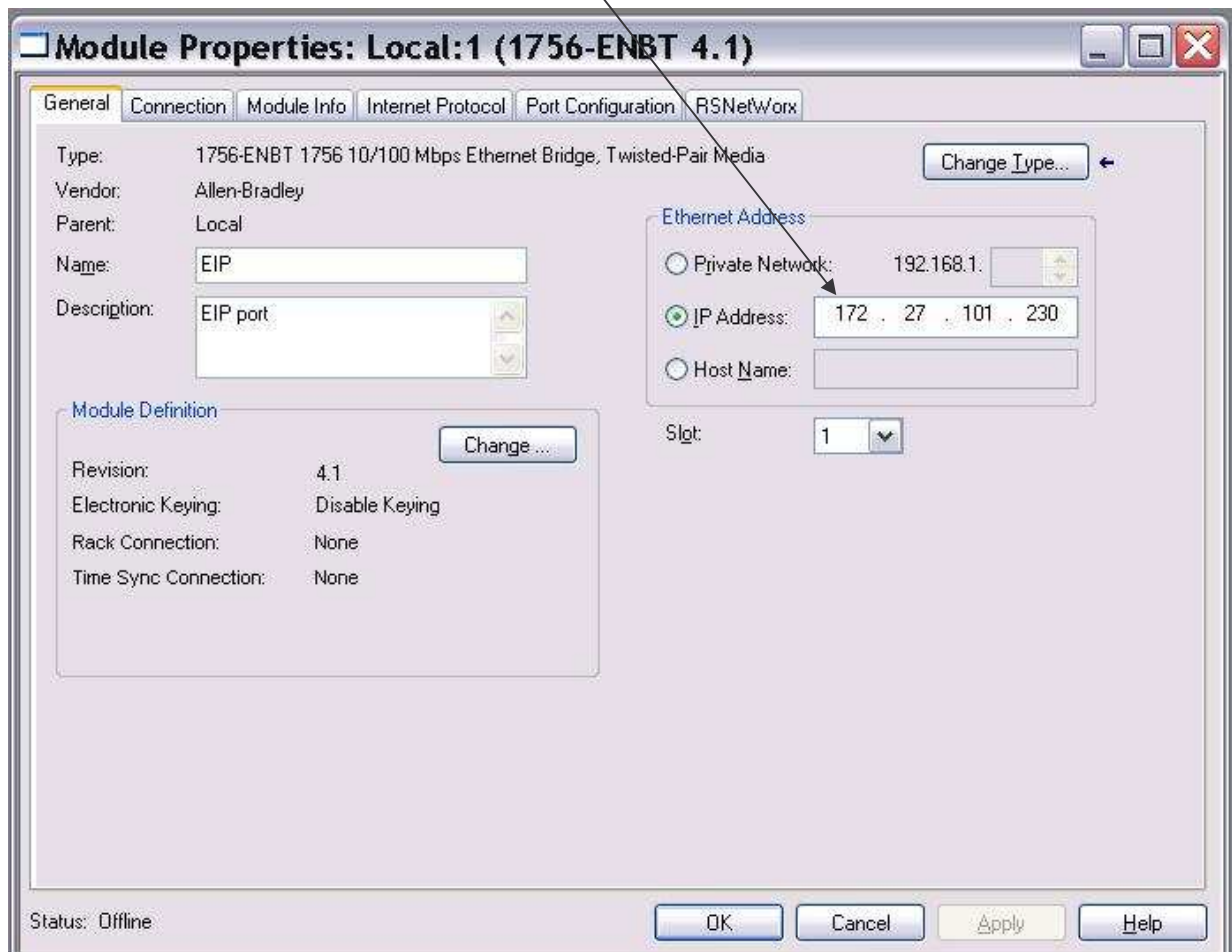 Module Properties: Local:1 (1756-ENBT 4.1)
General Connection Module Info Internet Protocol Port Configuration RSNetWorx
Type: 1756-ENBT 1756 10/100 Mbps Ethernet Bridge, Twisted-Pair Media
Change Type...
Vendor: Allen-Bradley
Parent: Local
Name: EIP
Description: EIP port
Ethernet Address
Private Network: 192.168.1.
IP Address: 172 . 27 . 101 . 230
Host Name:
Slot: 1
Module Definition
Change ...
Revision: 4.1
Electronic Keying: Disable Keying
Rack Connection: None
Time Sync Connection: None
Status: Offline
OK Cancel Apply Help